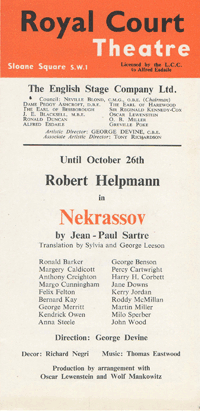 Royal Court
Theatre
Sloane Square S.W.1
Licensed by the L.C.C.
to Alfred Esdaile
The English Stage Company Ltd.
Council: NEVILLE BLOND, C.M.G., O.B.E. (Chairman)
DAME PEGGY ASHCROFT, D.B.E. THE EARL OF HAREWOOD
THE EARL OF BESSBOROUGH SIR REGINALD KENNEDY-COX
J. E. BLACKSELL, M.B.E. OSCAR LEWENSTEIN
RONALD DUNCAN O. B. MILLER
ALFRED ESDAILE GREVILLE POKE
Artistic Director: GEORGE DEVINE, C.B.E.
Associate Artistic Director: TONY RICHARDSON
Until October 26th
Robert Helpmann
in
Nekrassov
by Jean-Paul Sartre
Translation by Sylvia and George Leeson
Ronald Barker George Benson
Margery Caldicott Percy Cartwright
Anthony Creighton Harry H. Corbett
Margo Cunningham Jane Downs
Felix Felton Kerry Jordan
Bernard Kay Roddy McMillan
George Merritt Martin Miller
Kendrick Owen Milo Sperber
Anna Steele John Wood
Direction: George Devine
Decor: Richard Negri Music: Thomas Eastwood
Production by arrangement with
Oscar Lewenstein and Wolf Mankowitz